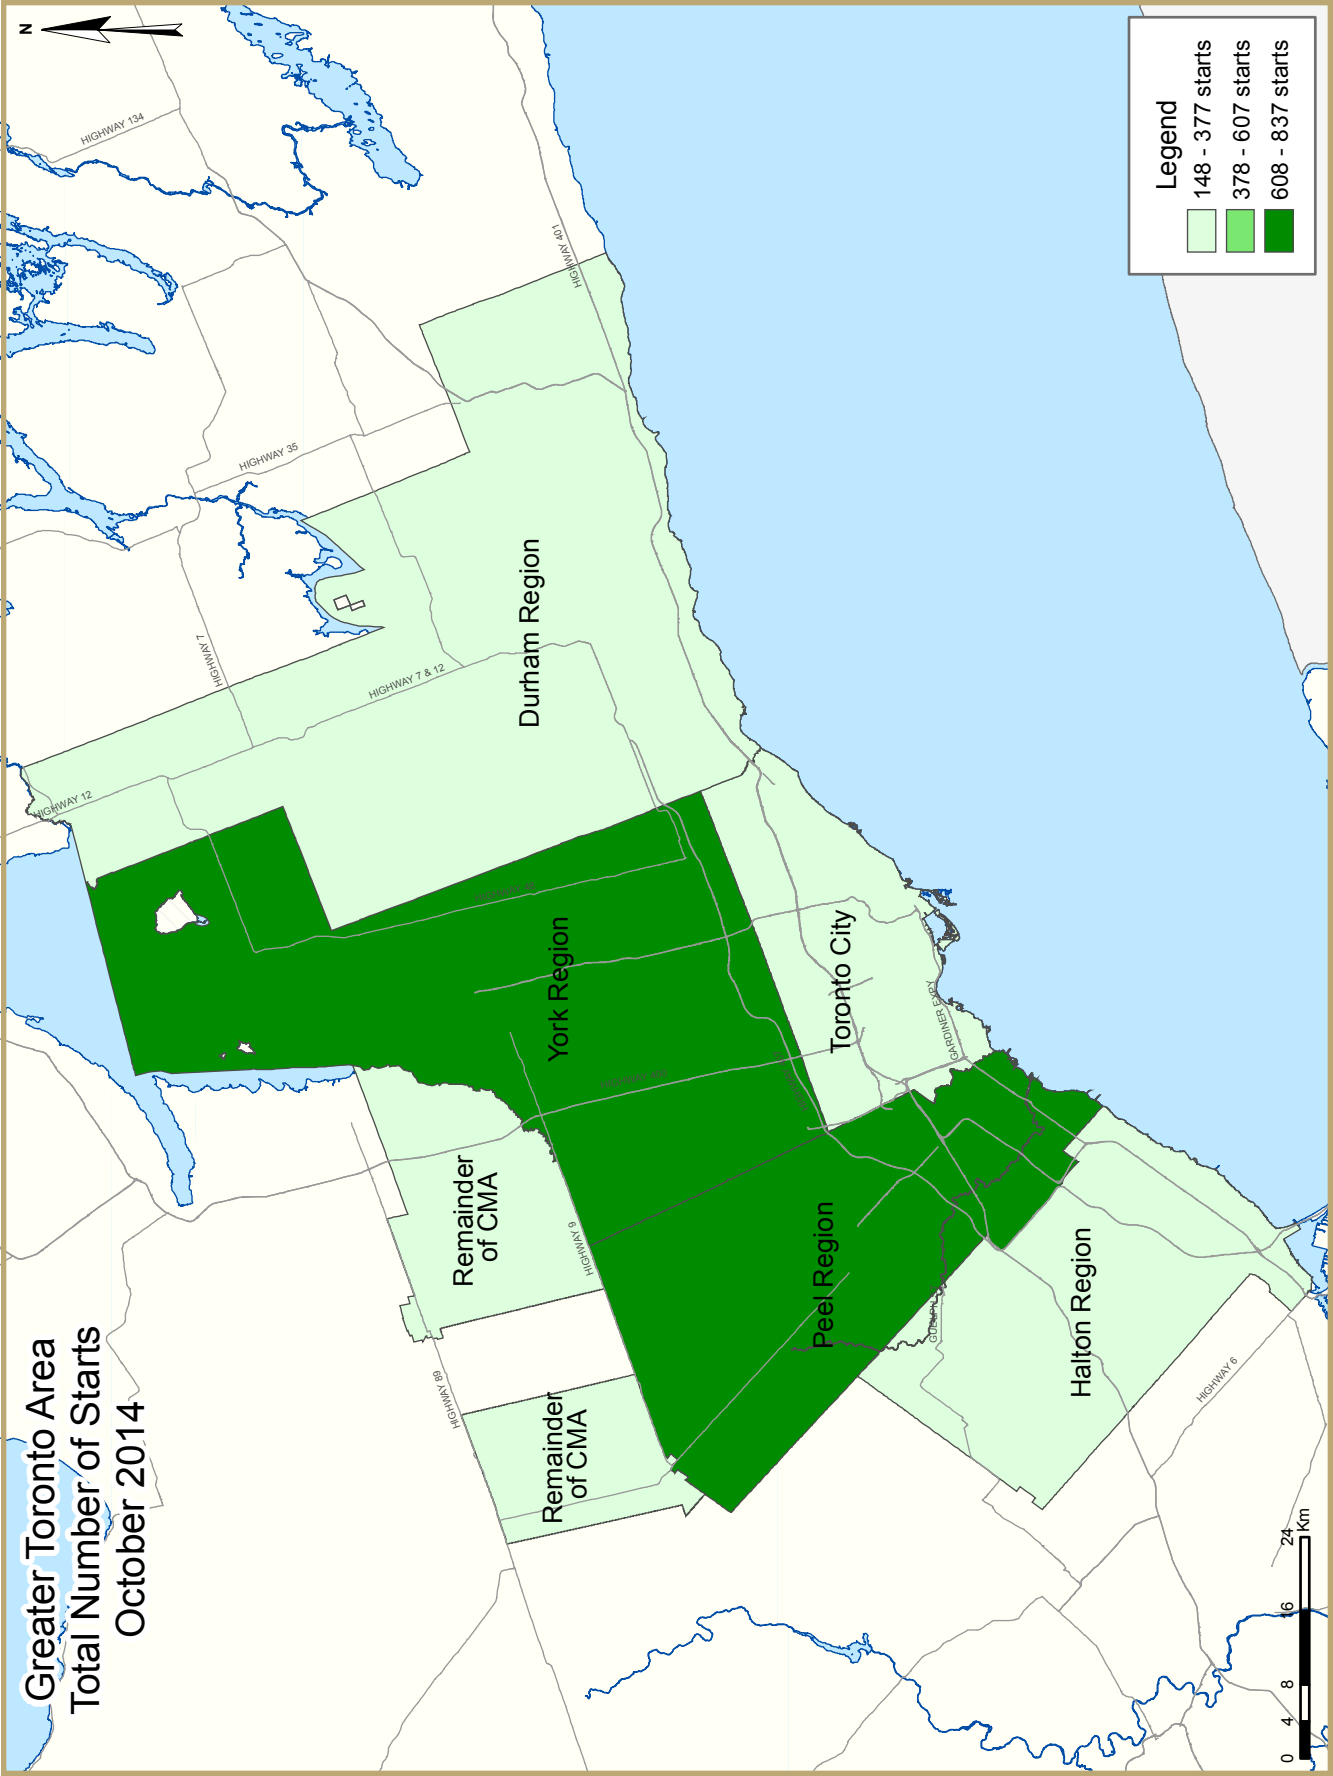 Greater Toronto Area
Total Number of Starts
October 2014
N
HIGHWAY 134
HIGHWAY 401
HIGHWAY 35
HIGHWAY 7
HIGHWAY 7 & 12
HIGHWAY 12
Durham Region
York Region
Toronto City
GARDINER EXPY
Remainder
of CMA
HIGHWAY 9
HIGHWAY 89
Remainder
of CMA
Peel Region
Halton Region
HIGHWAY 6
Legend
148 - 377 starts
378 - 607 starts
608 - 837 starts
0 4 8 16 24
Km